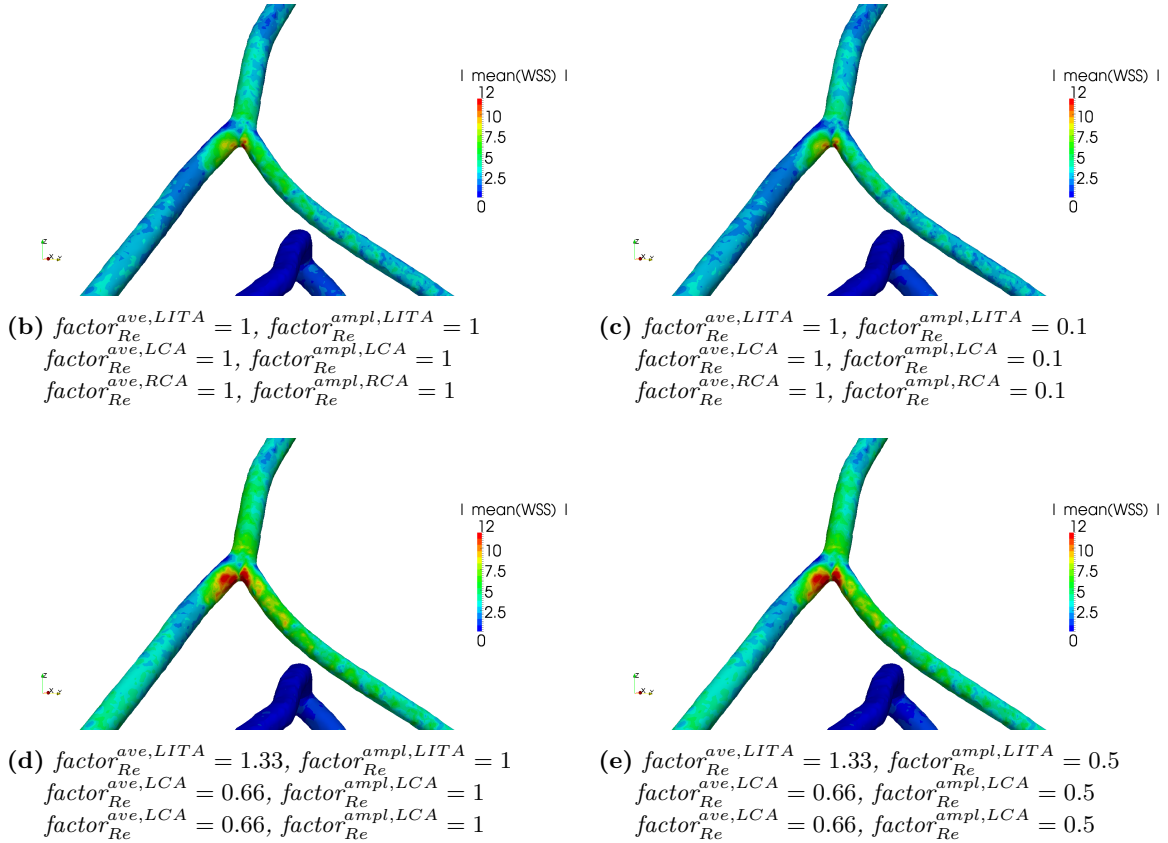 | mean(WSS) |
12
10
7.5
5
2.5
0
z
x y
(b) factor_{Re}^{ave,LITA} = 1, factor_{Re}^{ampl,LITA} = 1
factor_{Re}^{ave,LCA} = 1, factor_{Re}^{ampl,LCA} = 1
factor_{Re}^{ave,RCA} = 1, factor_{Re}^{ampl,RCA} = 1
| mean(WSS) |
12
10
7.5
5
2.5
0
z
x y
(c) factor_{Re}^{ave,LITA} = 1, factor_{Re}^{ampl,LITA} = 0.1
factor_{Re}^{ave,LCA} = 1, factor_{Re}^{ampl,LCA} = 0.1
factor_{Re}^{ave,RCA} = 1, factor_{Re}^{ampl,RCA} = 0.1
| mean(WSS) |
12
10
7.5
5
2.5
0
z
x y
(d) factor_{Re}^{ave,LITA} = 1.33, factor_{Re}^{ampl,LITA} = 1
factor_{Re}^{ave,LCA} = 0.66, factor_{Re}^{ampl,LCA} = 1
factor_{Re}^{ave,LCA} = 0.66, factor_{Re}^{ampl,LCA} = 1
| mean(WSS) |
12
10
7.5
5
2.5
0
z
x y
(e) factor_{Re}^{ave,LITA} = 1.33, factor_{Re}^{ampl,LITA} = 0.5
factor_{Re}^{ave,LCA} = 0.66, factor_{Re}^{ampl,LCA} = 0.5
factor_{Re}^{ave,LCA} = 0.66, factor_{Re}^{ampl,LCA} = 0.5